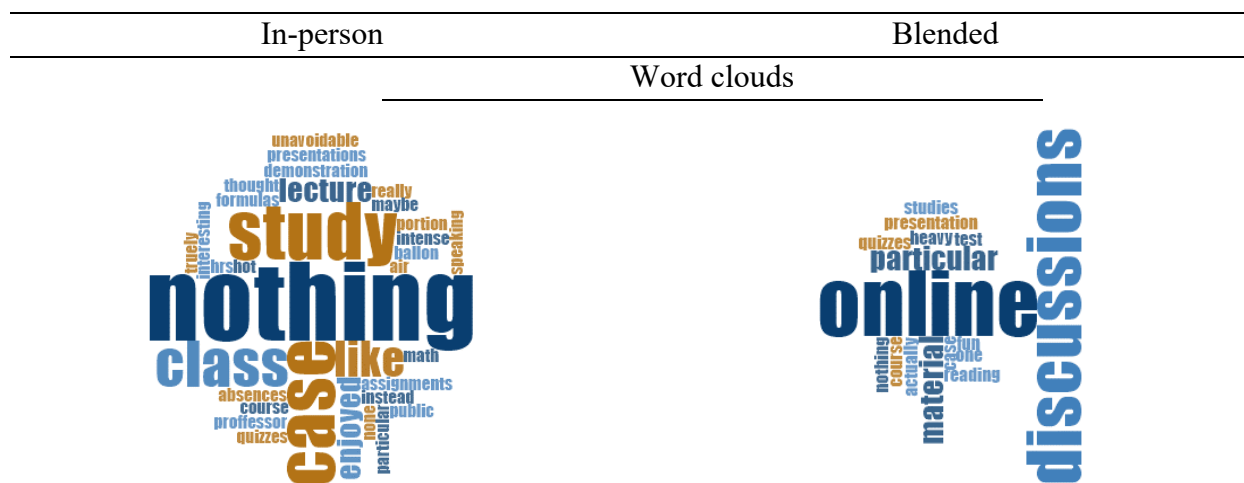 In-person Blended
Word clouds
unavoidable
presentations
demonstration
thought lecture really
formulas maybe
study
portion
intense
ballon
air
speaking
truely
interesting
hrs hot
nothing
class
case
like
math
absences
course
proffessor
quizzes
enjoyed
assignments
instead
none
particular
public
studies
presentation
quizzes heavy test
particular
online
discussions
nothing
course
actually
material
case
fun
one
reading